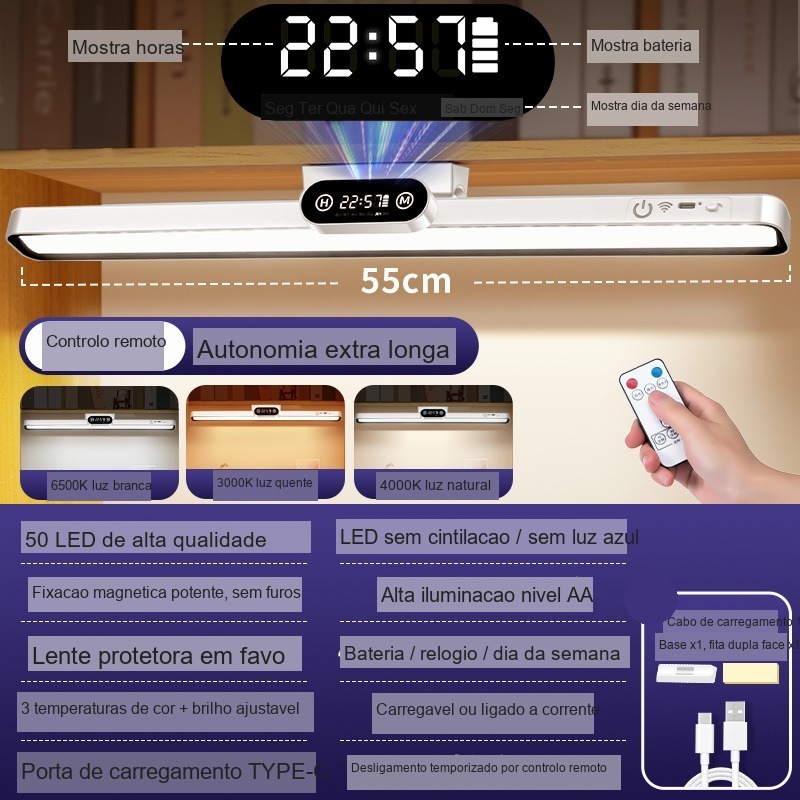 Mostra horas
22:57
Mostra bateria
Seg Ter Qua Qui Sex
Sab Dom Seg
Mostra dia da semana
H 22:57 M
55cm
Controlo remoto
Autonomia extra longa
6500K luz branca
3000K luz quente
4000K luz natural
50 LED de alta qualidade
LED sem cintilacao / sem luz azul
Fixacao magnetica potente, sem furos
Alta iluminacao nivel AA
Cabo de carregamento
Lente protetora em favo
Bateria / relogio / dia da semana
Base x1, fita dupla face x
3 temperaturas de cor + brilho ajustavel
Carregavel ou ligado a corrente
Porta de carregamento TYPE-C
Desligamento temporizado por controlo remoto